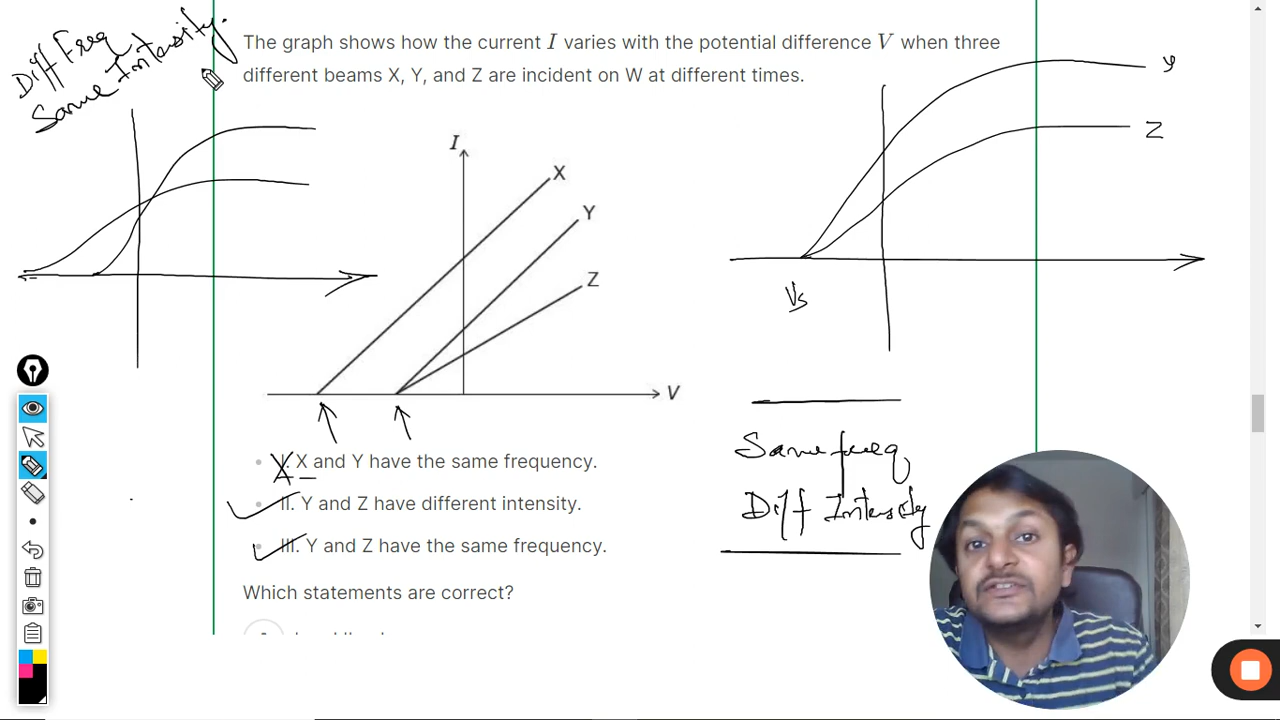 Diff Freq
Same Intensity.
The graph shows how the current I varies with the potential difference V when three
different beams X, Y, and Z are incident on W at different times.
y
Z
I
X
Y
Z
V
Vs
I. X and Y have the same frequency.
II. Y and Z have different intensity.
III. Y and Z have the same frequency.
Which statements are correct?
Same freq
Diff Intensity